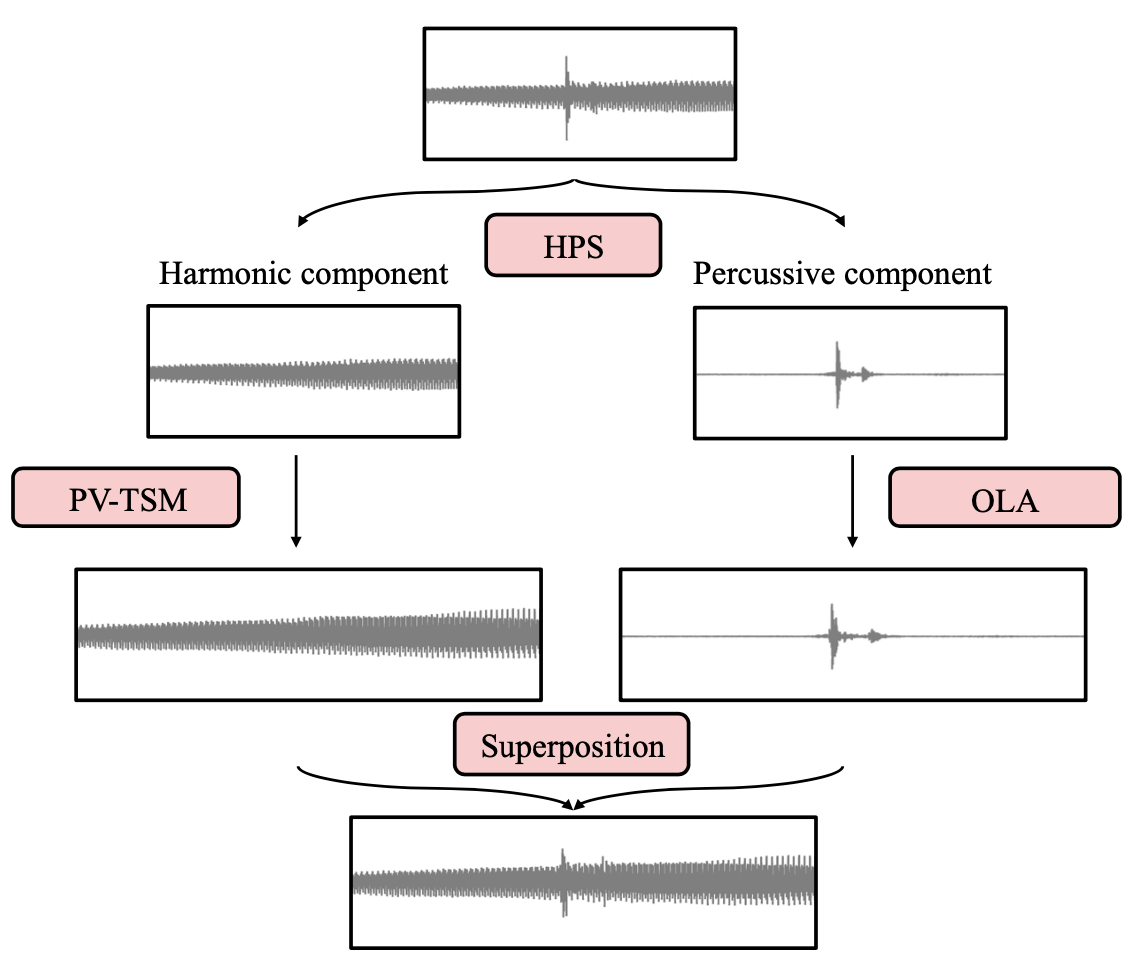 HPS
Harmonic component
Percussive component
PV-TSM
OLA
Superposition